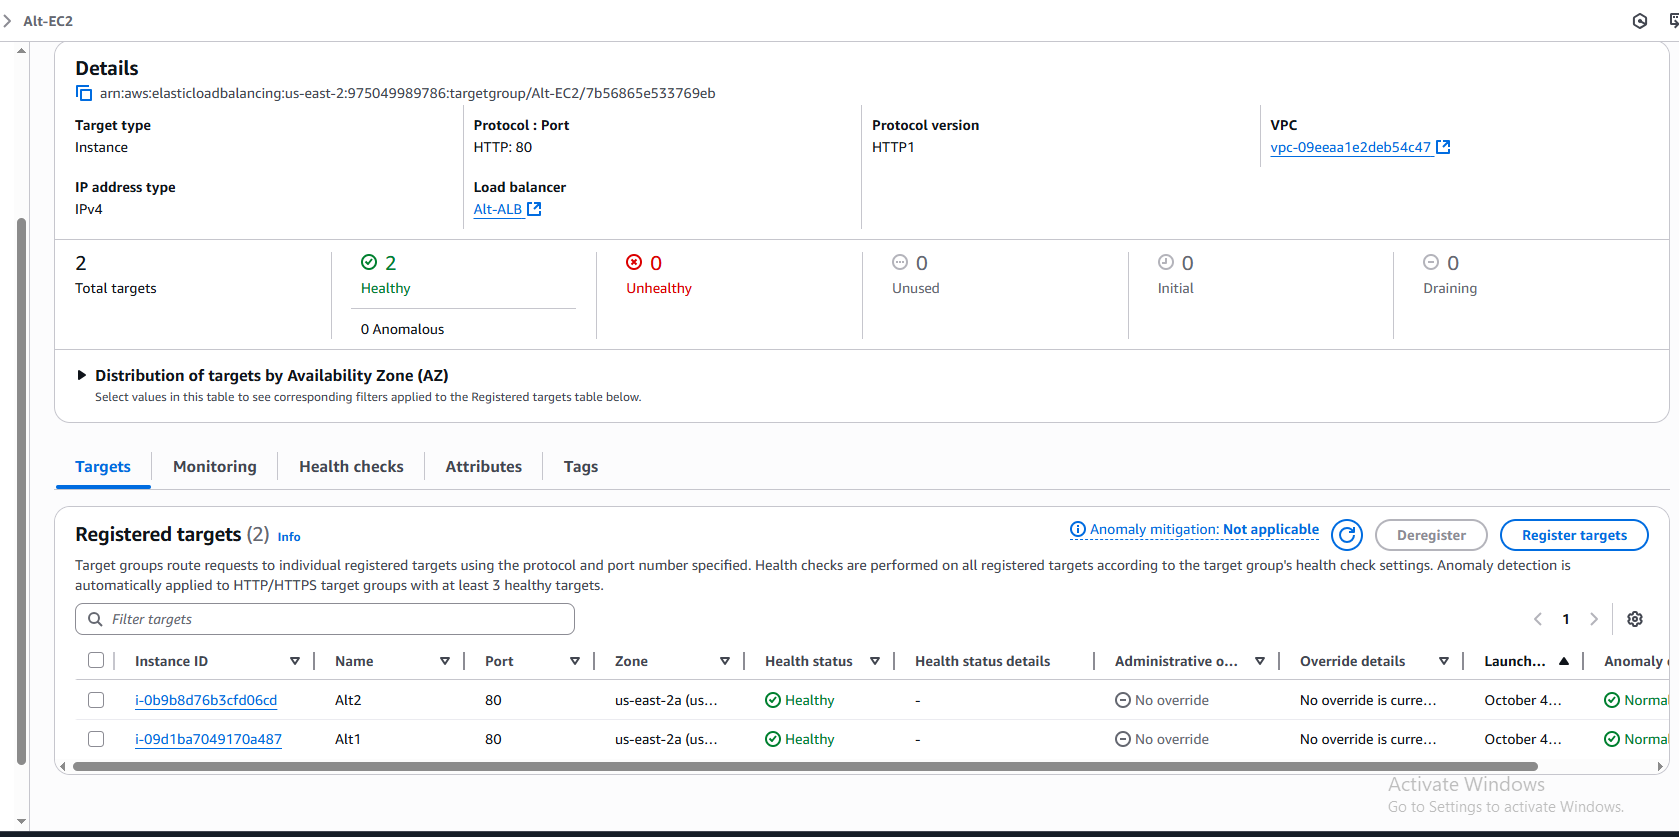 Alt-EC2
Details
arn:aws:elasticloadbalancing:us-east-2:975049989786:targetgroup/Alt-EC2/7b56865e533769eb
Target type
Instance
Protocol : Port
HTTP: 80
Protocol version
HTTP1
VPC
vpc-09eeaa1e2deb54c47
IP address type
IPv4
Load balancer
Alt-ALB
2
Total targets
2
Healthy
0 Anomalous
0
Unhealthy
0
Unused
0
Initial
0
Draining
Distribution of targets by Availability Zone (AZ)
Select values in this table to see corresponding filters applied to the Registered targets table below.
Targets
Monitoring
Health checks
Attributes
Tags
Registered targets (2) Info
Anomaly mitigation: Not applicable
Deregister
Register targets
Target groups route requests to individual registered targets using the protocol and port number specified. Health checks are performed on all registered targets according to the target group's health check settings. Anomaly detection is
automatically applied to HTTP/HTTPS target groups with at least 3 healthy targets.
Filter targets
1
Instance ID Name Port Zone Health status Health status details Administrative o... Override details Launch... Anomaly
i-0b9b8d76b3cfd06cd Alt2 80 us-east-2a (us... Healthy - No override No override is curre... October 4... Normal
i-09d1ba7049170a487 Alt1 80 us-east-2a (us... Healthy - No override No override is curre... October 4... Normal
Activate Windows
Go to Settings to activate Windows.